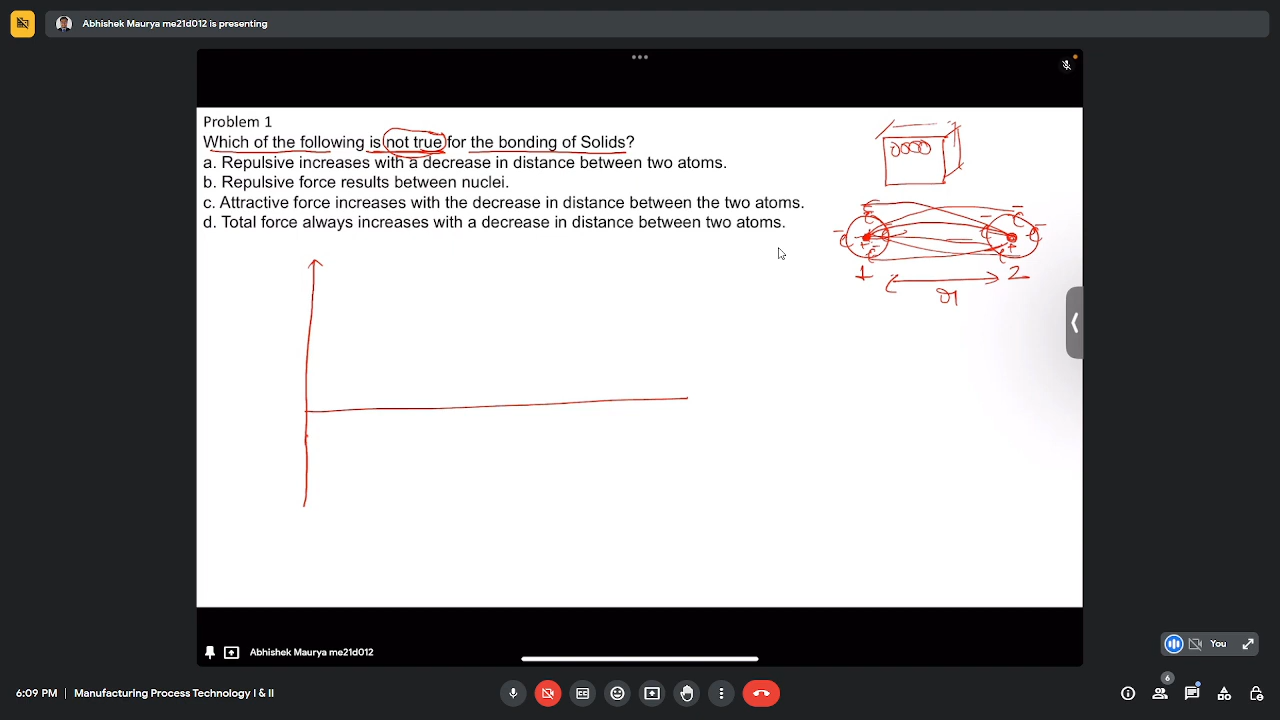 Abhishek Maurya me21d012 is presenting
Problem 1
Which of the following is not true for the bonding of Solids?
a. Repulsive increases with a decrease in distance between two atoms.
b. Repulsive force results between nuclei.
c. Attractive force increases with the decrease in distance between the two atoms.
d. Total force always increases with a decrease in distance between two atoms.
1 2
Abhishek Maurya me21d012
You
6:09 PM | Manufacturing Process Technology I & II
6